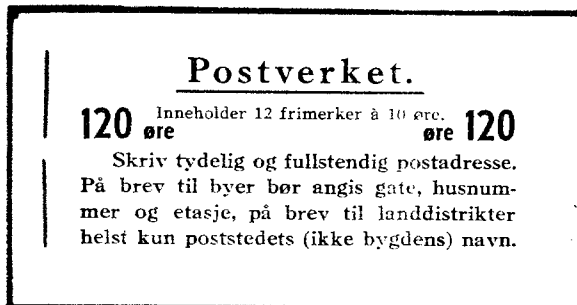 Postverket.
Inneholder 12 frimerker à 10 øre.
120 øre øre 120
Skriv tydelig og fullstendig postadresse.
På brev til byer bør angis gate, husnum-
mer og etasje, på brev til landdistrikter
helst kun poststedets (ikke bygdens) navn.